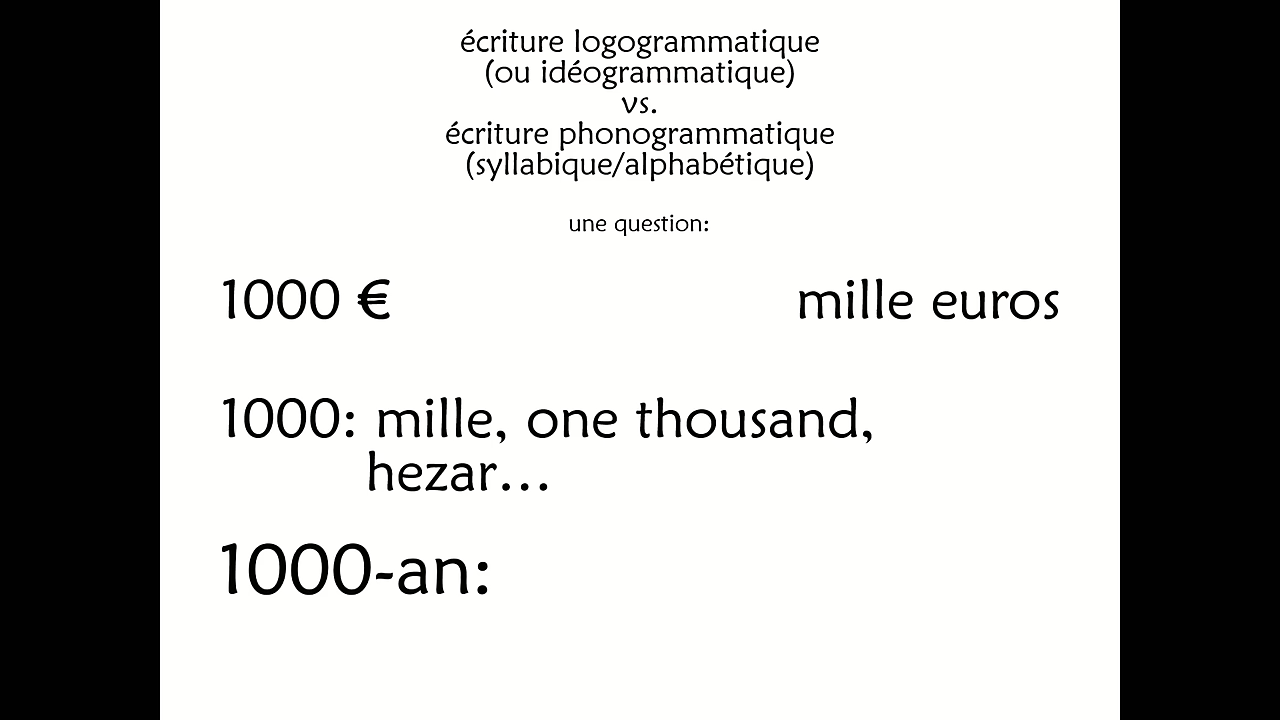 écriture logogrammatique
(ou idéogrammatique)
vs.
écriture phonogrammatique
(syllabique/alphabétique)
une question:
1000 € mille euros
1000: mille, one thousand,
hezar...
1000-an: